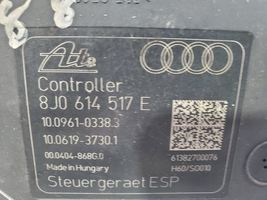 Ate
Controller
8J0 614 517 E
10.0961-0338.3
10.0619-3730.1
00.0404-868G.0
61382700076
Made in Hungary
H60/SD010
Steuergeraet ESP